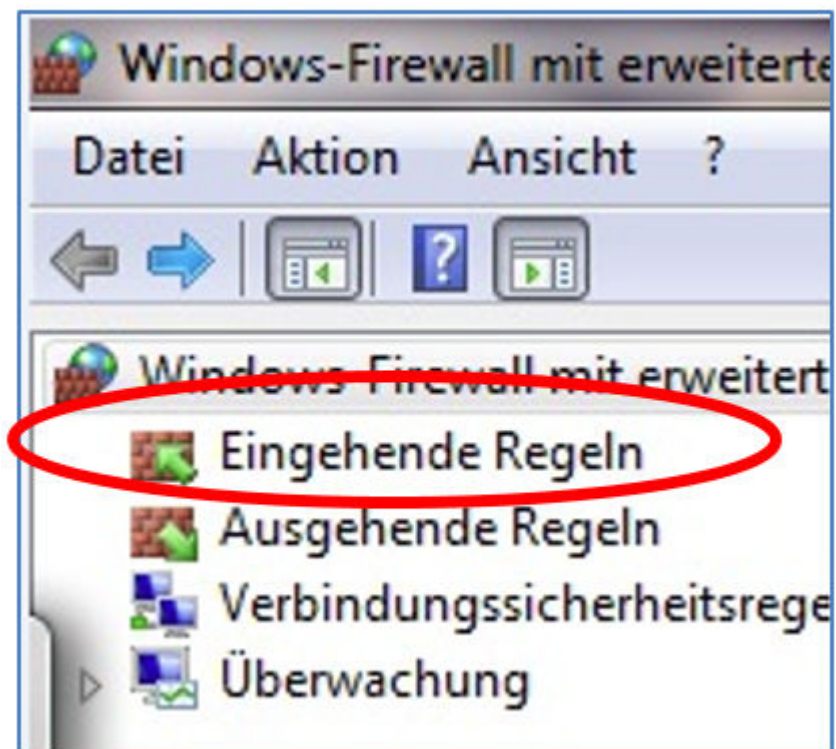 Windows-Firewall mit erweiterte
Datei Aktion Ansicht ?
?
Windows-Firewall mit erweitert
Eingehende Regeln
Ausgehende Regeln
Verbindungssicherheitsrege
Überwachung